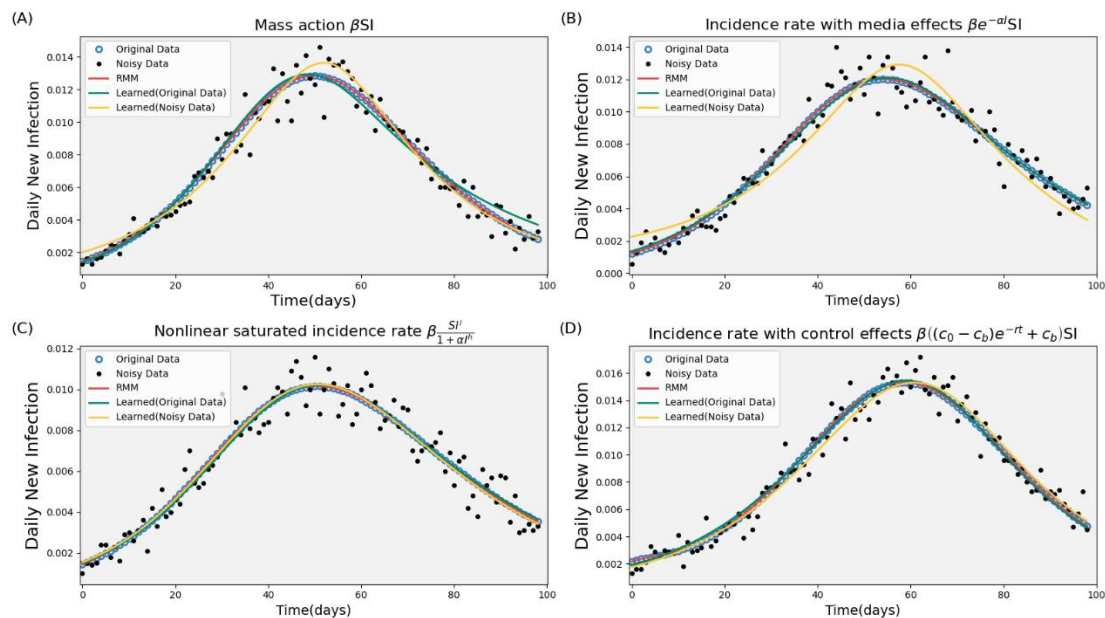 (A)
Mass action βSI
Original Data
Noisy Data
RMM
Learned(Original Data)
Learned(Noisy Data)
Daily New Infection
0.014
0.012
0.010
0.008
0.006
0.004
0.002
0 20 40 60 80 100
Time(days)
(B)
Incidence rate with media effects βe^{-αI}SI
Original Data
Noisy Data
RMM
Learned(Original Data)
Learned(Noisy Data)
Daily New Infection
0.014
0.012
0.010
0.008
0.006
0.004
0.002
0.000
0 20 40 60 80 100
Time(days)
(C)
Nonlinear saturated incidence rate β SI^l / 1 + αI^h
Original Data
Noisy Data
RMM
Learned(Original Data)
Learned(Noisy Data)
Daily New Infection
0.012
0.010
0.008
0.006
0.004
0.002
0 20 40 60 80 100
Time(days)
(D)
Incidence rate with control effects β((c_0 − c_b)e^{−rt} + c_b)SI
Original Data
Noisy Data
RMM
Learned(Original Data)
Learned(Noisy Data)
Daily New Infection
0.016
0.014
0.012
0.010
0.008
0.006
0.004
0.002
0 20 40 60 80 100
Time(days)